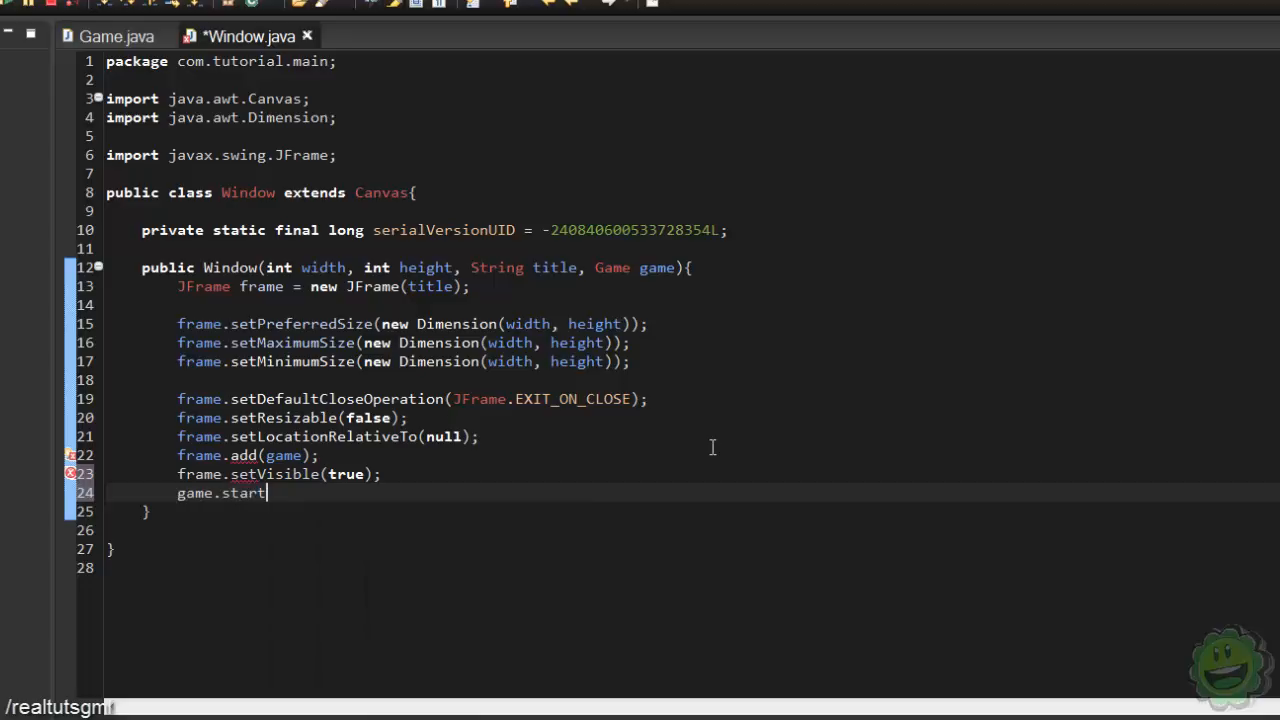 Game.java
*Window.java
1 package com.tutorial.main;
2
3 import java.awt.Canvas;
4 import java.awt.Dimension;
5
6 import javax.swing.JFrame;
7
8 public class Window extends Canvas{
9
10 private static final long serialVersionUID = -240840600533728354L;
11
12 public Window(int width, int height, String title, Game game){
13 JFrame frame = new JFrame(title);
14
15 frame.setPreferredSize(new Dimension(width, height));
16 frame.setMaximumSize(new Dimension(width, height));
17 frame.setMinimumSize(new Dimension(width, height));
18
19 frame.setDefaultCloseOperation(JFrame.EXIT_ON_CLOSE);
20 frame.setResizable(false);
21 frame.setLocationRelativeTo(null);
22 frame.add(game);
23 frame.setVisible(true);
24 game.start
25 }
26
27 }
28
/realtutsgml